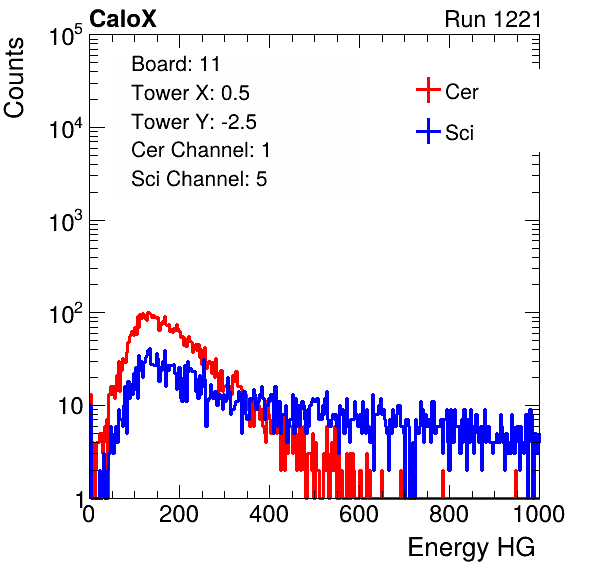 CaloX Run 1221
Counts
Board: 11
Tower X: 0.5
Tower Y: -2.5
Cer Channel: 1
Sci Channel: 5
Cer
Sci
10^5
10^4
10^3
10^2
10
1
0 200 400 600 800 1000
Energy HG